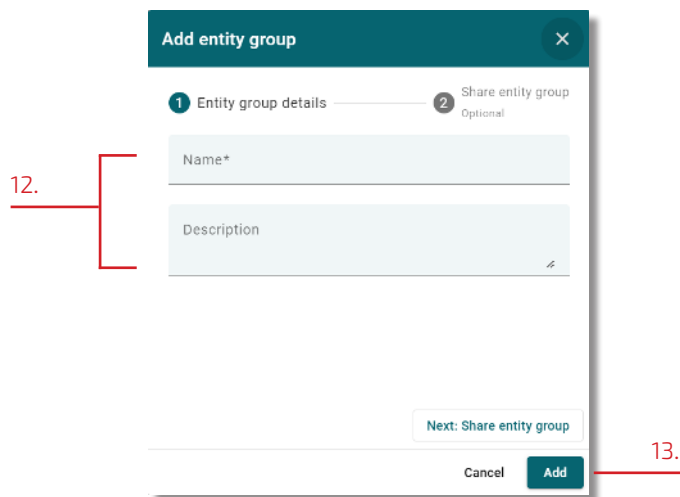 Add entity group
1 Entity group details
2 Share entity group
Optional
12.
Name*
Description
Next: Share entity group
Cancel
Add
13.